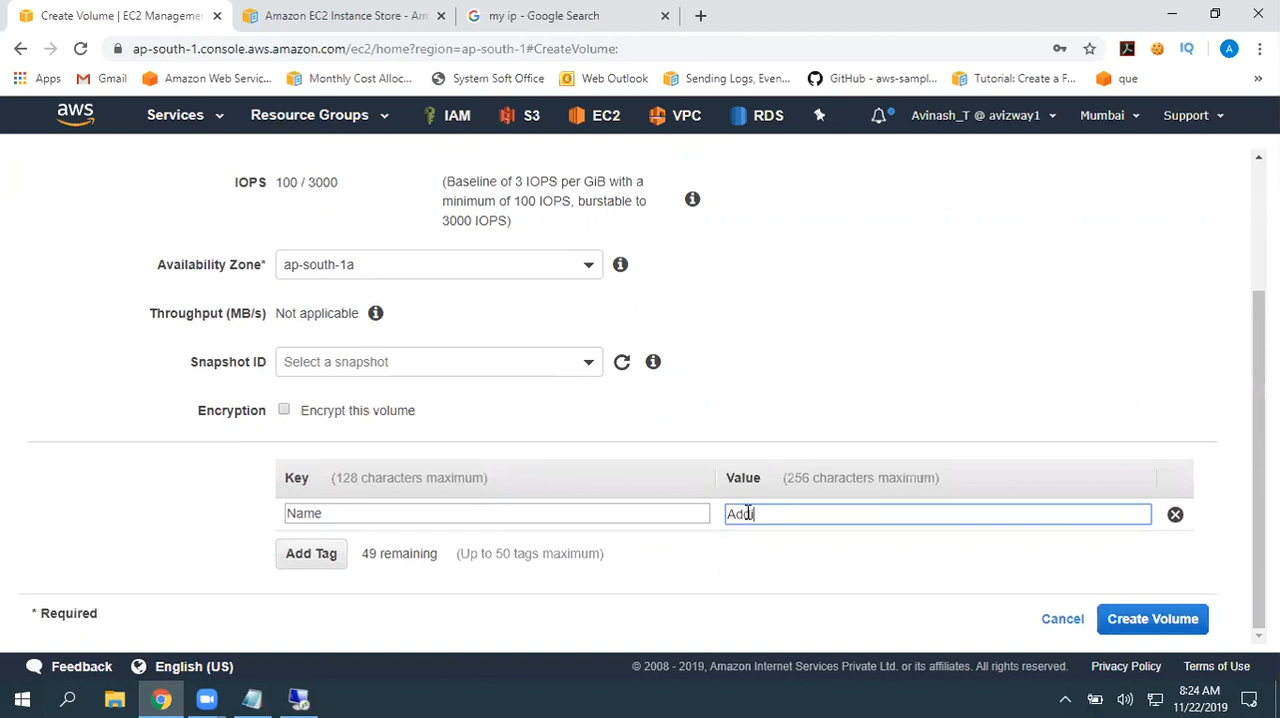 Create Volume | EC2 Manageme
Amazon EC2 Instance Store - Am
my ip - Google Search
ap-south-1.console.aws.amazon.com/ec2/home?region=ap-south-1#CreateVolume:
A
Apps
Gmail
Amazon Web Servic...
Monthly Cost Alloc...
System Soft Office
Web Outlook
Sending Logs, Even...
GitHub - aws-sampl...
Tutorial: Create a F...
que
»
aws
Services
Resource Groups
IAM
S3
EC2
VPC
RDS
Avinash_T @ avizway1
Mumbai
Support
IOPS 100 / 3000
(Baseline of 3 IOPS per GiB with a
minimum of 100 IOPS, burstable to
3000 IOPS)
Availability Zone* ap-south-1a
Throughput (MB/s) Not applicable
Snapshot ID Select a snapshot
Encryption Encrypt this volume
Key (128 characters maximum) Value (256 characters maximum)
Name Addi
Add Tag 49 remaining (Up to 50 tags maximum)
* Required
Cancel Create Volume
Feedback English (US)
© 2008 - 2019, Amazon Internet Services Private Ltd. or its affiliates. All rights reserved. Privacy Policy Terms of Use
8:24 AM
11/22/2019